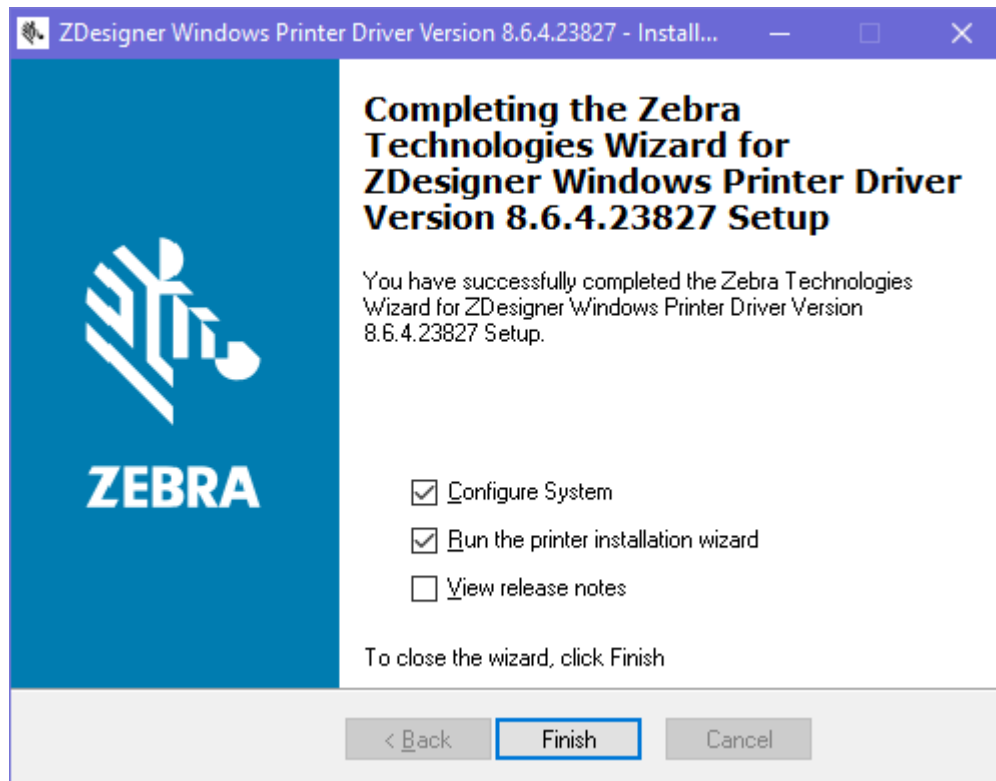 ZDesigner Windows Printer Driver Version 8.6.4.23827 - Install...
Completing the Zebra
Technologies Wizard for
ZDesigner Windows Printer Driver
Version 8.6.4.23827 Setup
You have successfully completed the Zebra Technologies
Wizard for ZDesigner Windows Printer Driver Version
8.6.4.23827 Setup.
ZEBRA
Configure System
Run the printer installation wizard
View release notes
To close the wizard, click Finish
< Back
Finish
Cancel